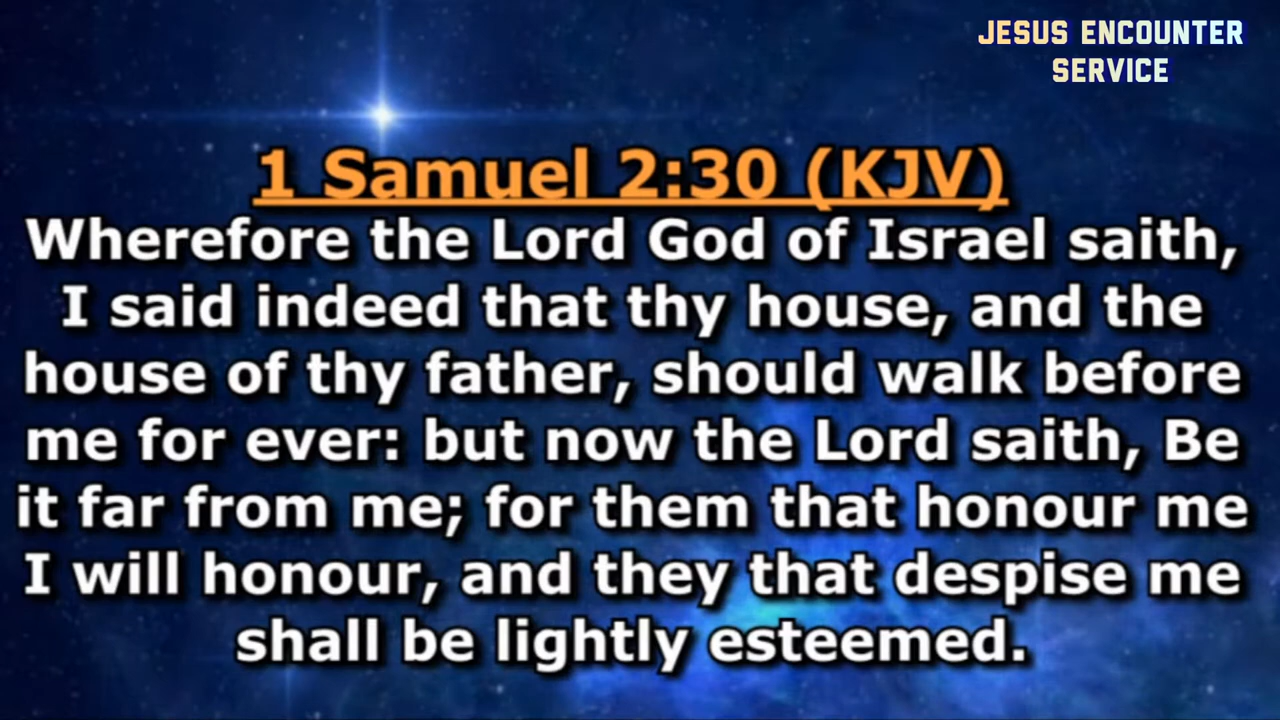 JESUS ENCOUNTER
SERVICE
1 Samuel 2:30 (KJV)
Wherefore the Lord God of Israel saith,
I said indeed that thy house, and the
house of thy father, should walk before
me for ever: but now the Lord saith, Be
it far from me; for them that honour me
I will honour, and they that despise me
shall be lightly esteemed.